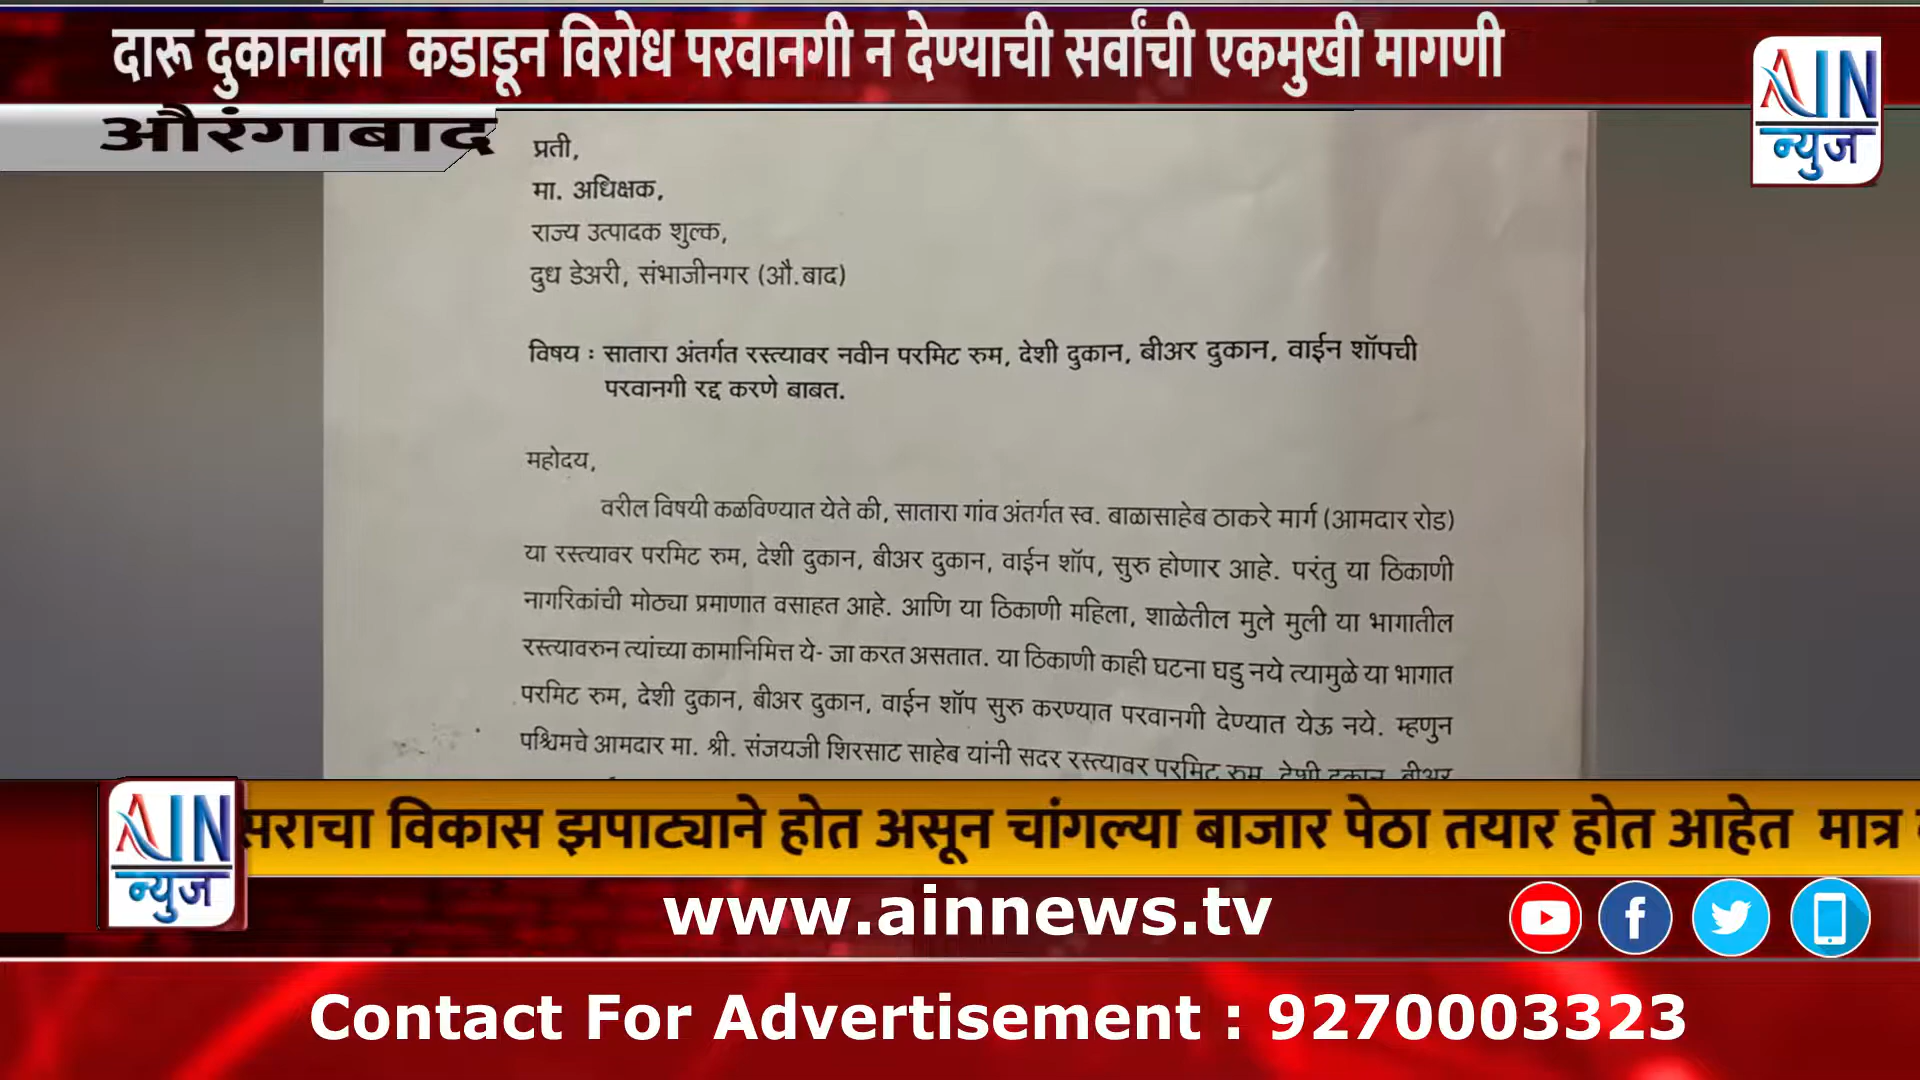 दारू दुकानाला कडाडून विरोध परवानगी न देण्याची सर्वांची एकमुखी मागणी
AIN
न्युज
औरंगाबाद
प्रती,
मा. अधिक्षक,
राज्य उत्पादक शुल्क,
दुध डेअरी, संभाजीनगर (औ.बाद)
विषय : सातारा अंतर्गत रस्त्यावर नवीन परमिट रुम, देशी दुकान, बीअर दुकान, वाईन शॉपची
परवानगी रद्द करणे बाबत.
महोदय,
वरील विषयी कळविण्यात येते की, सातारा गांव अंतर्गत स्व. बाळासाहेब ठाकरे मार्ग (आमदार रोड)
या रस्त्यावर परमिट रुम, देशी दुकान, बीअर दुकान, वाईन शॉप, सुरु होणार आहे. परंतु या ठिकाणी
नागरिकांची मोठ्या प्रमाणात वसाहत आहे. आणि या ठिकाणी महिला, शाळेतील मुले मुली या भागातील
रस्त्यावरुन त्यांच्या कामानिमित्त ये- जा करत असतात. या ठिकाणी काही घटना घडु नये त्यामुळे या भागात
परमिट रुम, देशी दुकान, बीअर दुकान, वाईन शॉप सुरु करण्यात परवानगी देण्यात येऊ नये. म्हणुन
पश्चिमचे आमदार मा. श्री. संजयजी शिरसाट साहेब यांनी सदर रस्त्यावर परमिट रुम, देशी दुकान, बीअर
AIN
न्युज
सराचा विकास झपाट्याने होत असून चांगल्या बाजार पेठा तयार होत आहेत मात्र
www.ainnews.tv
Contact For Advertisement : 9270003323